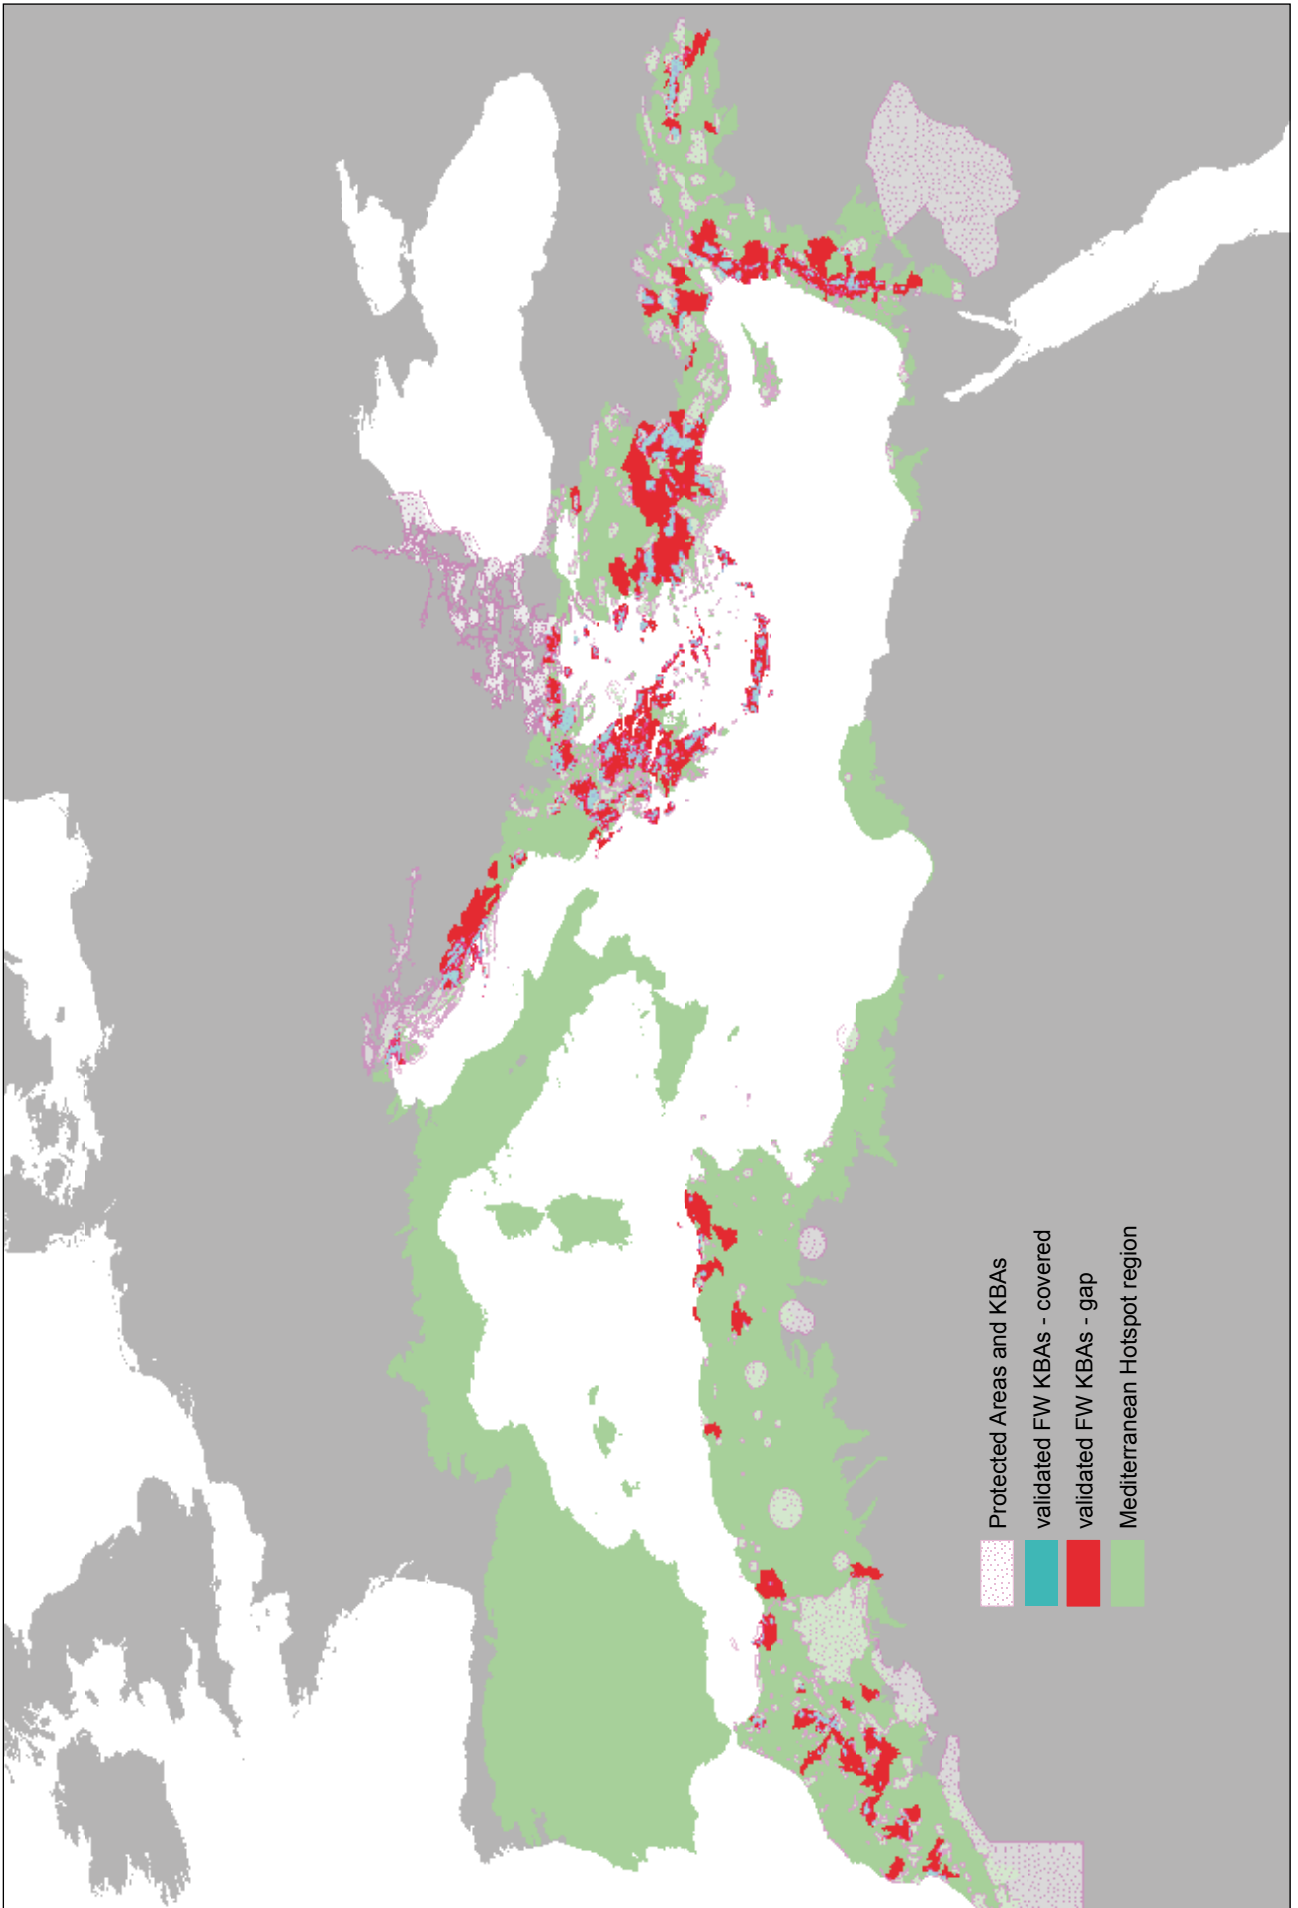 Protected Areas and KBAs
validated FW KBAs - covered
validated FW KBAs - gap
Mediterranean Hotspot region